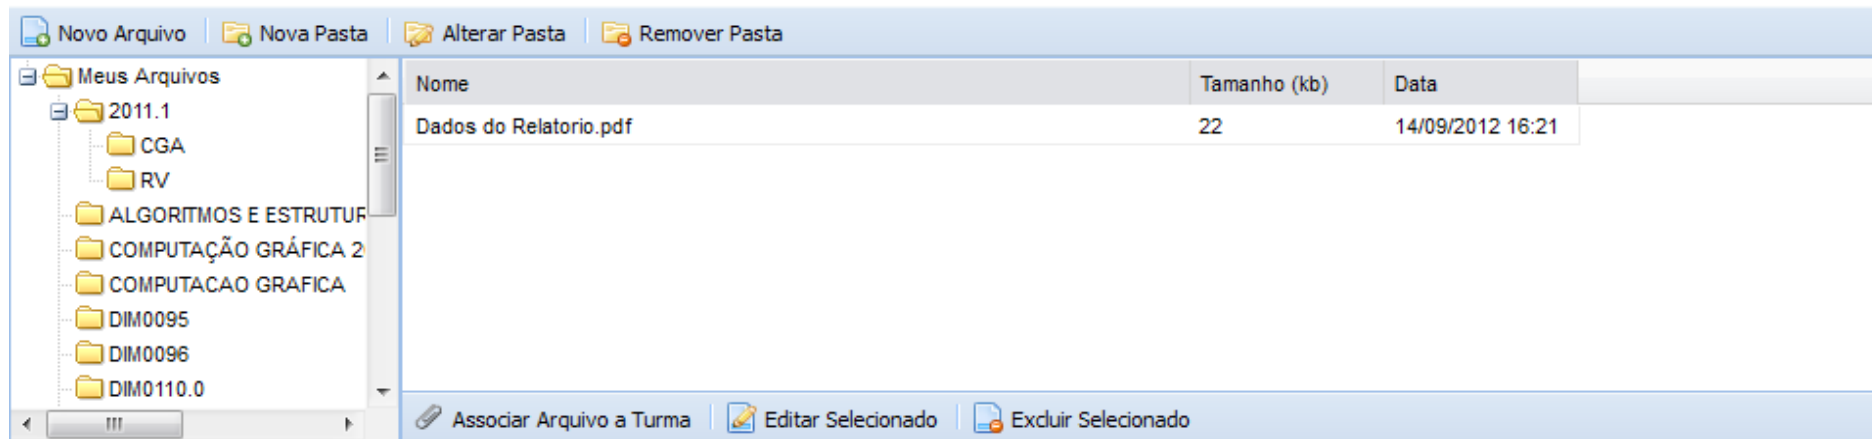 Novo Arquivo Nova Pasta Alterar Pasta Remover Pasta
Meus Arquivos
2011.1
CGA
RV
ALGORITMOS E ESTRUTUR
COMPUTAÇÃO GRÁFICA 2
COMPUTACAO GRAFICA
DIM0095
DIM0096
DIM0110.0
Nome Tamanho (kb) Data
Dados do Relatorio.pdf 22 14/09/2012 16:21
Associar Arquivo a Turma Editar Selecionado Excluir Selecionado